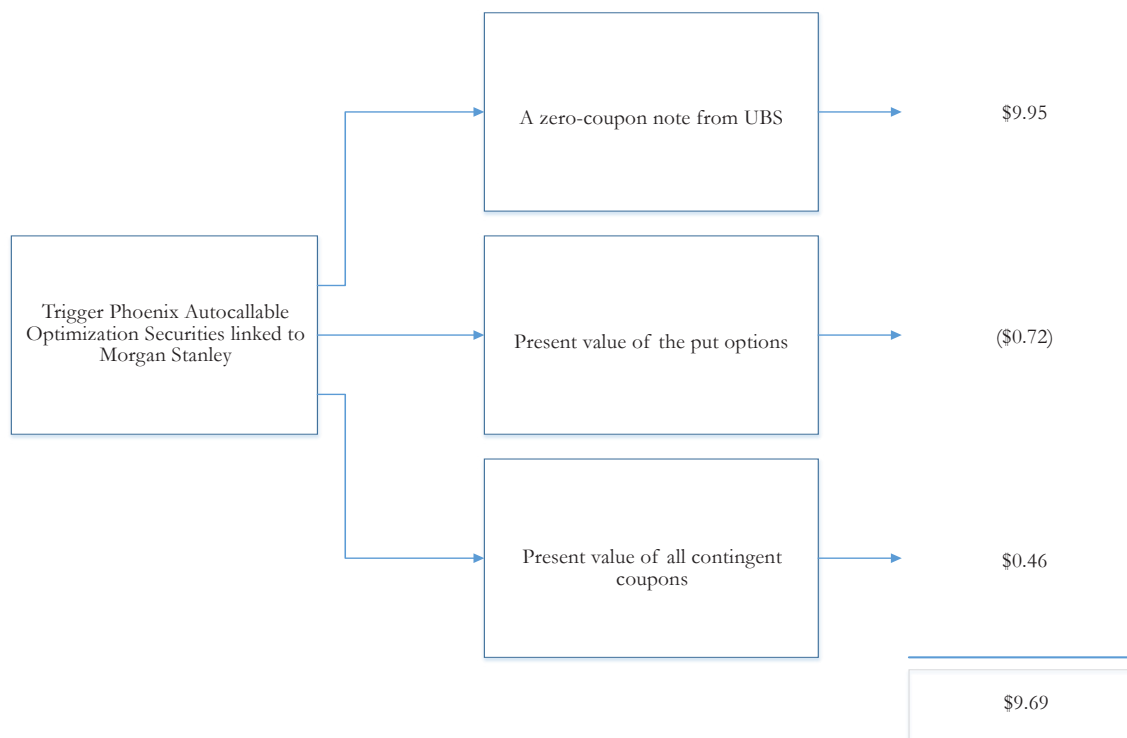 A zero-coupon note from UBS
$9.95
Trigger Phoenix Autocallable
Optimization Securities linked to
Morgan Stanley
Present value of the put options
($0.72)
Present value of all contingent
coupons
$0.46
$9.69